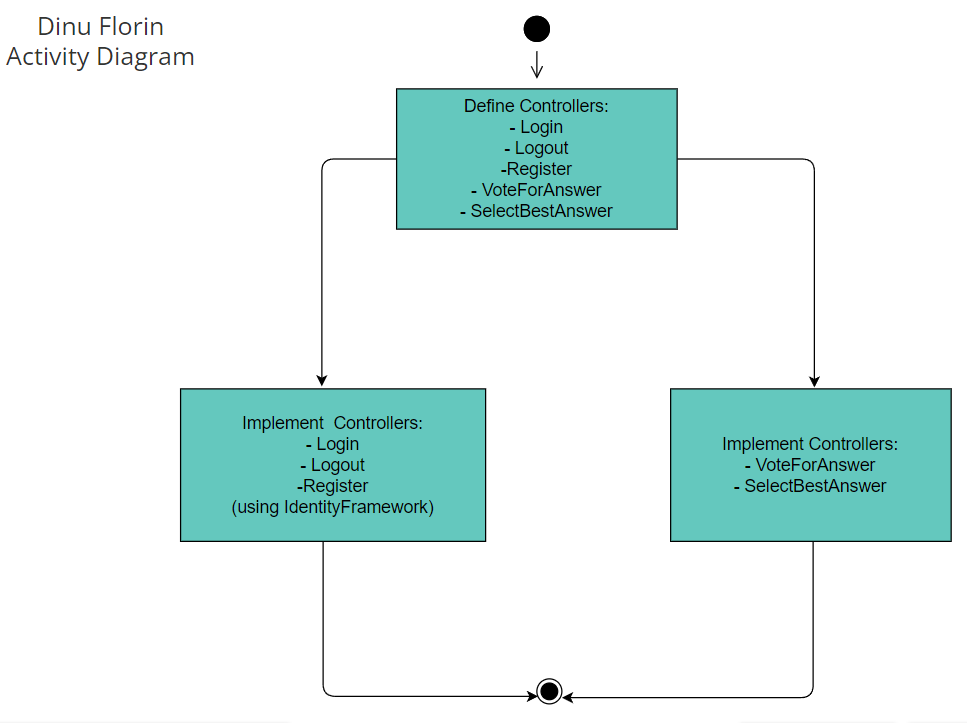 Dinu Florin
Activity Diagram
Define Controllers:
- Login
- Logout
-Register
- VoteForAnswer
- SelectBestAnswer
Implement  Controllers:
- Login
- Logout
-Register
(using IdentityFramework)
Implement Controllers:
- VoteForAnswer
- SelectBestAnswer